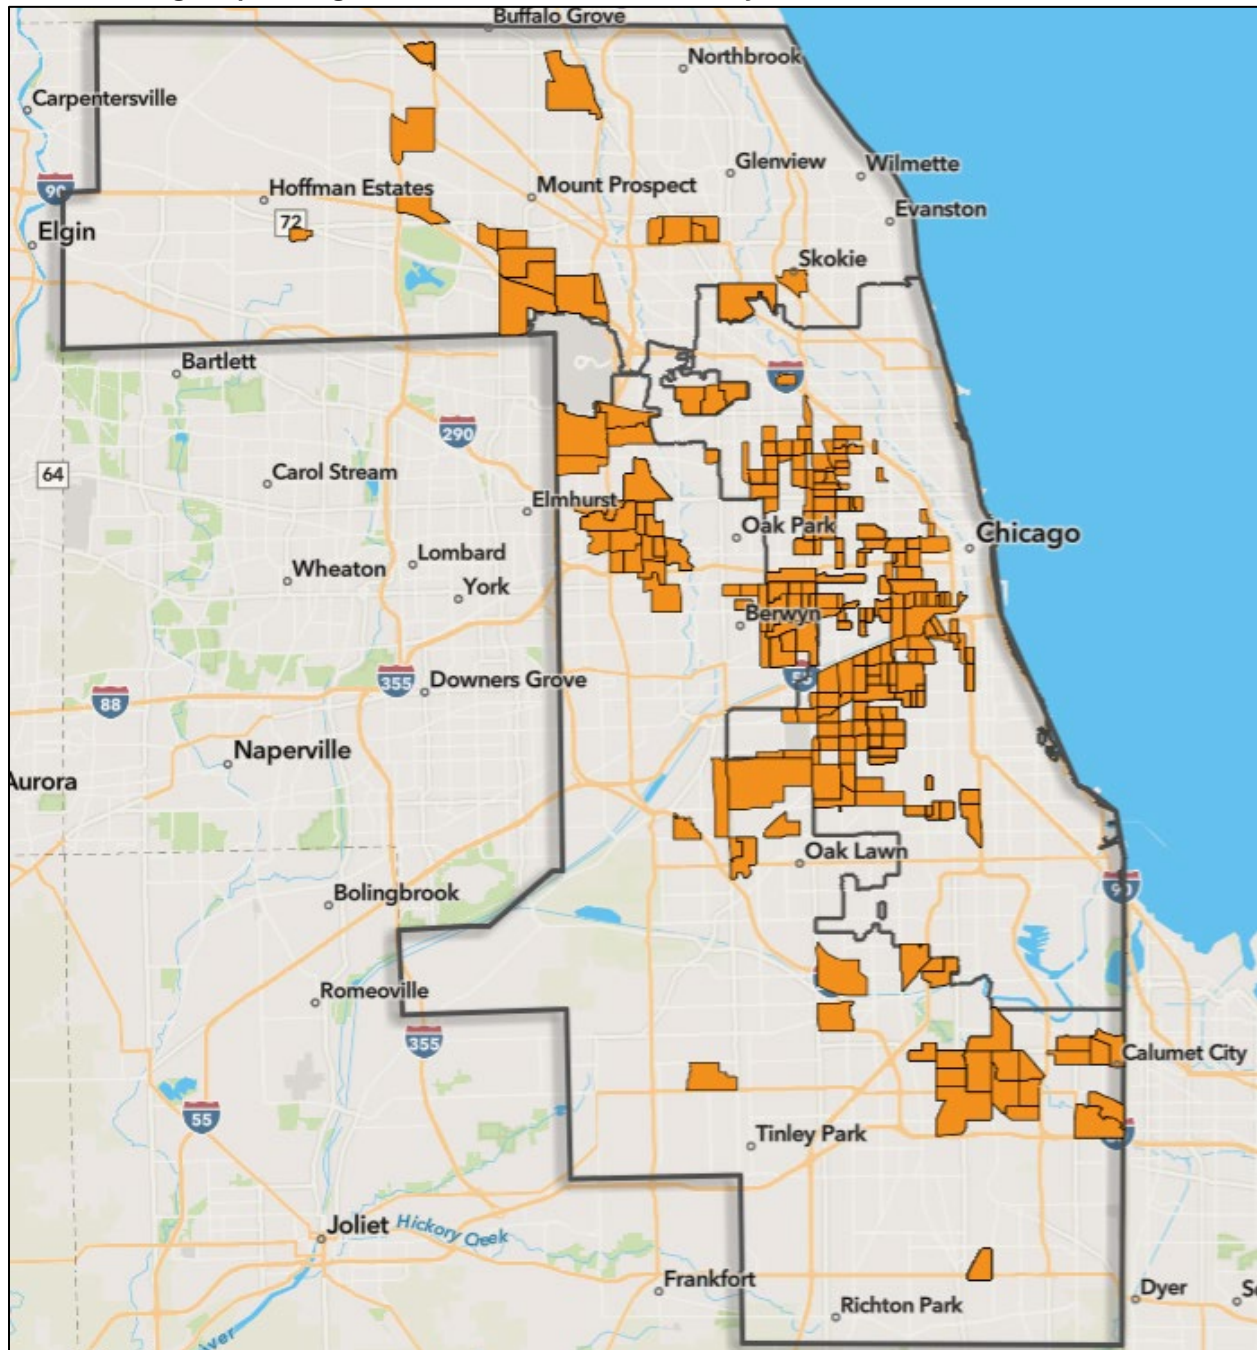 Buffalo Grove
Northbrook
Carpentersville
Glenview
Wilmette
90
Hoffman Estates
Mount Prospect
Evanston
72
Elgin
Skokie
Bartlett
290
64
Carol Stream
Elmhurst
Oak Park
Chicago
Lombard
Wheaton
York
Berwyn
355
Downers Grove
55
88
Naperville
Aurora
Oak Lawn
Bolingbrook
90
Romeoville
355
Calumet City
55
Tinley Park
Joliet
Hickory Creek
Frankfort
Dyer
Richton Park